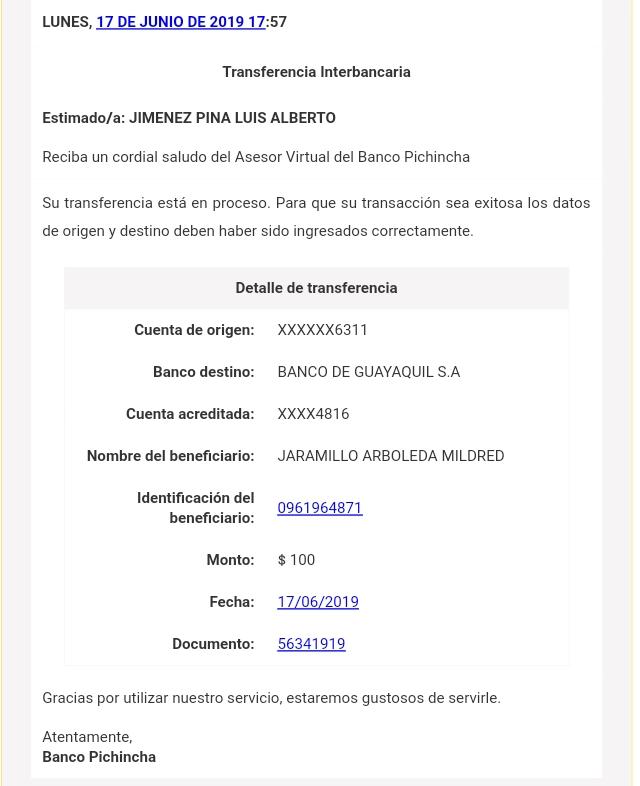 LUNES, 17 DE JUNIO DE 2019 17:57
Transferencia Interbancaria
Estimado/a: JIMENEZ PINA LUIS ALBERTO
Reciba un cordial saludo del Asesor Virtual del Banco Pichincha
Su transferencia está en proceso. Para que su transacción sea exitosa los datos
de origen y destino deben haber sido ingresados correctamente.
Detalle de transferencia
Cuenta de origen: XXXXXX6311
Banco destino: BANCO DE GUAYAQUIL S.A
Cuenta acreditada: XXXX4816
Nombre del beneficiario: JARAMILLO ARBOLEDA MILDRED
Identificación del
beneficiario: 0961964871
Monto: $ 100
Fecha: 17/06/2019
Documento: 56341919
Gracias por utilizar nuestro servicio, estaremos gustosos de servirle.
Atentamente,
Banco Pichincha